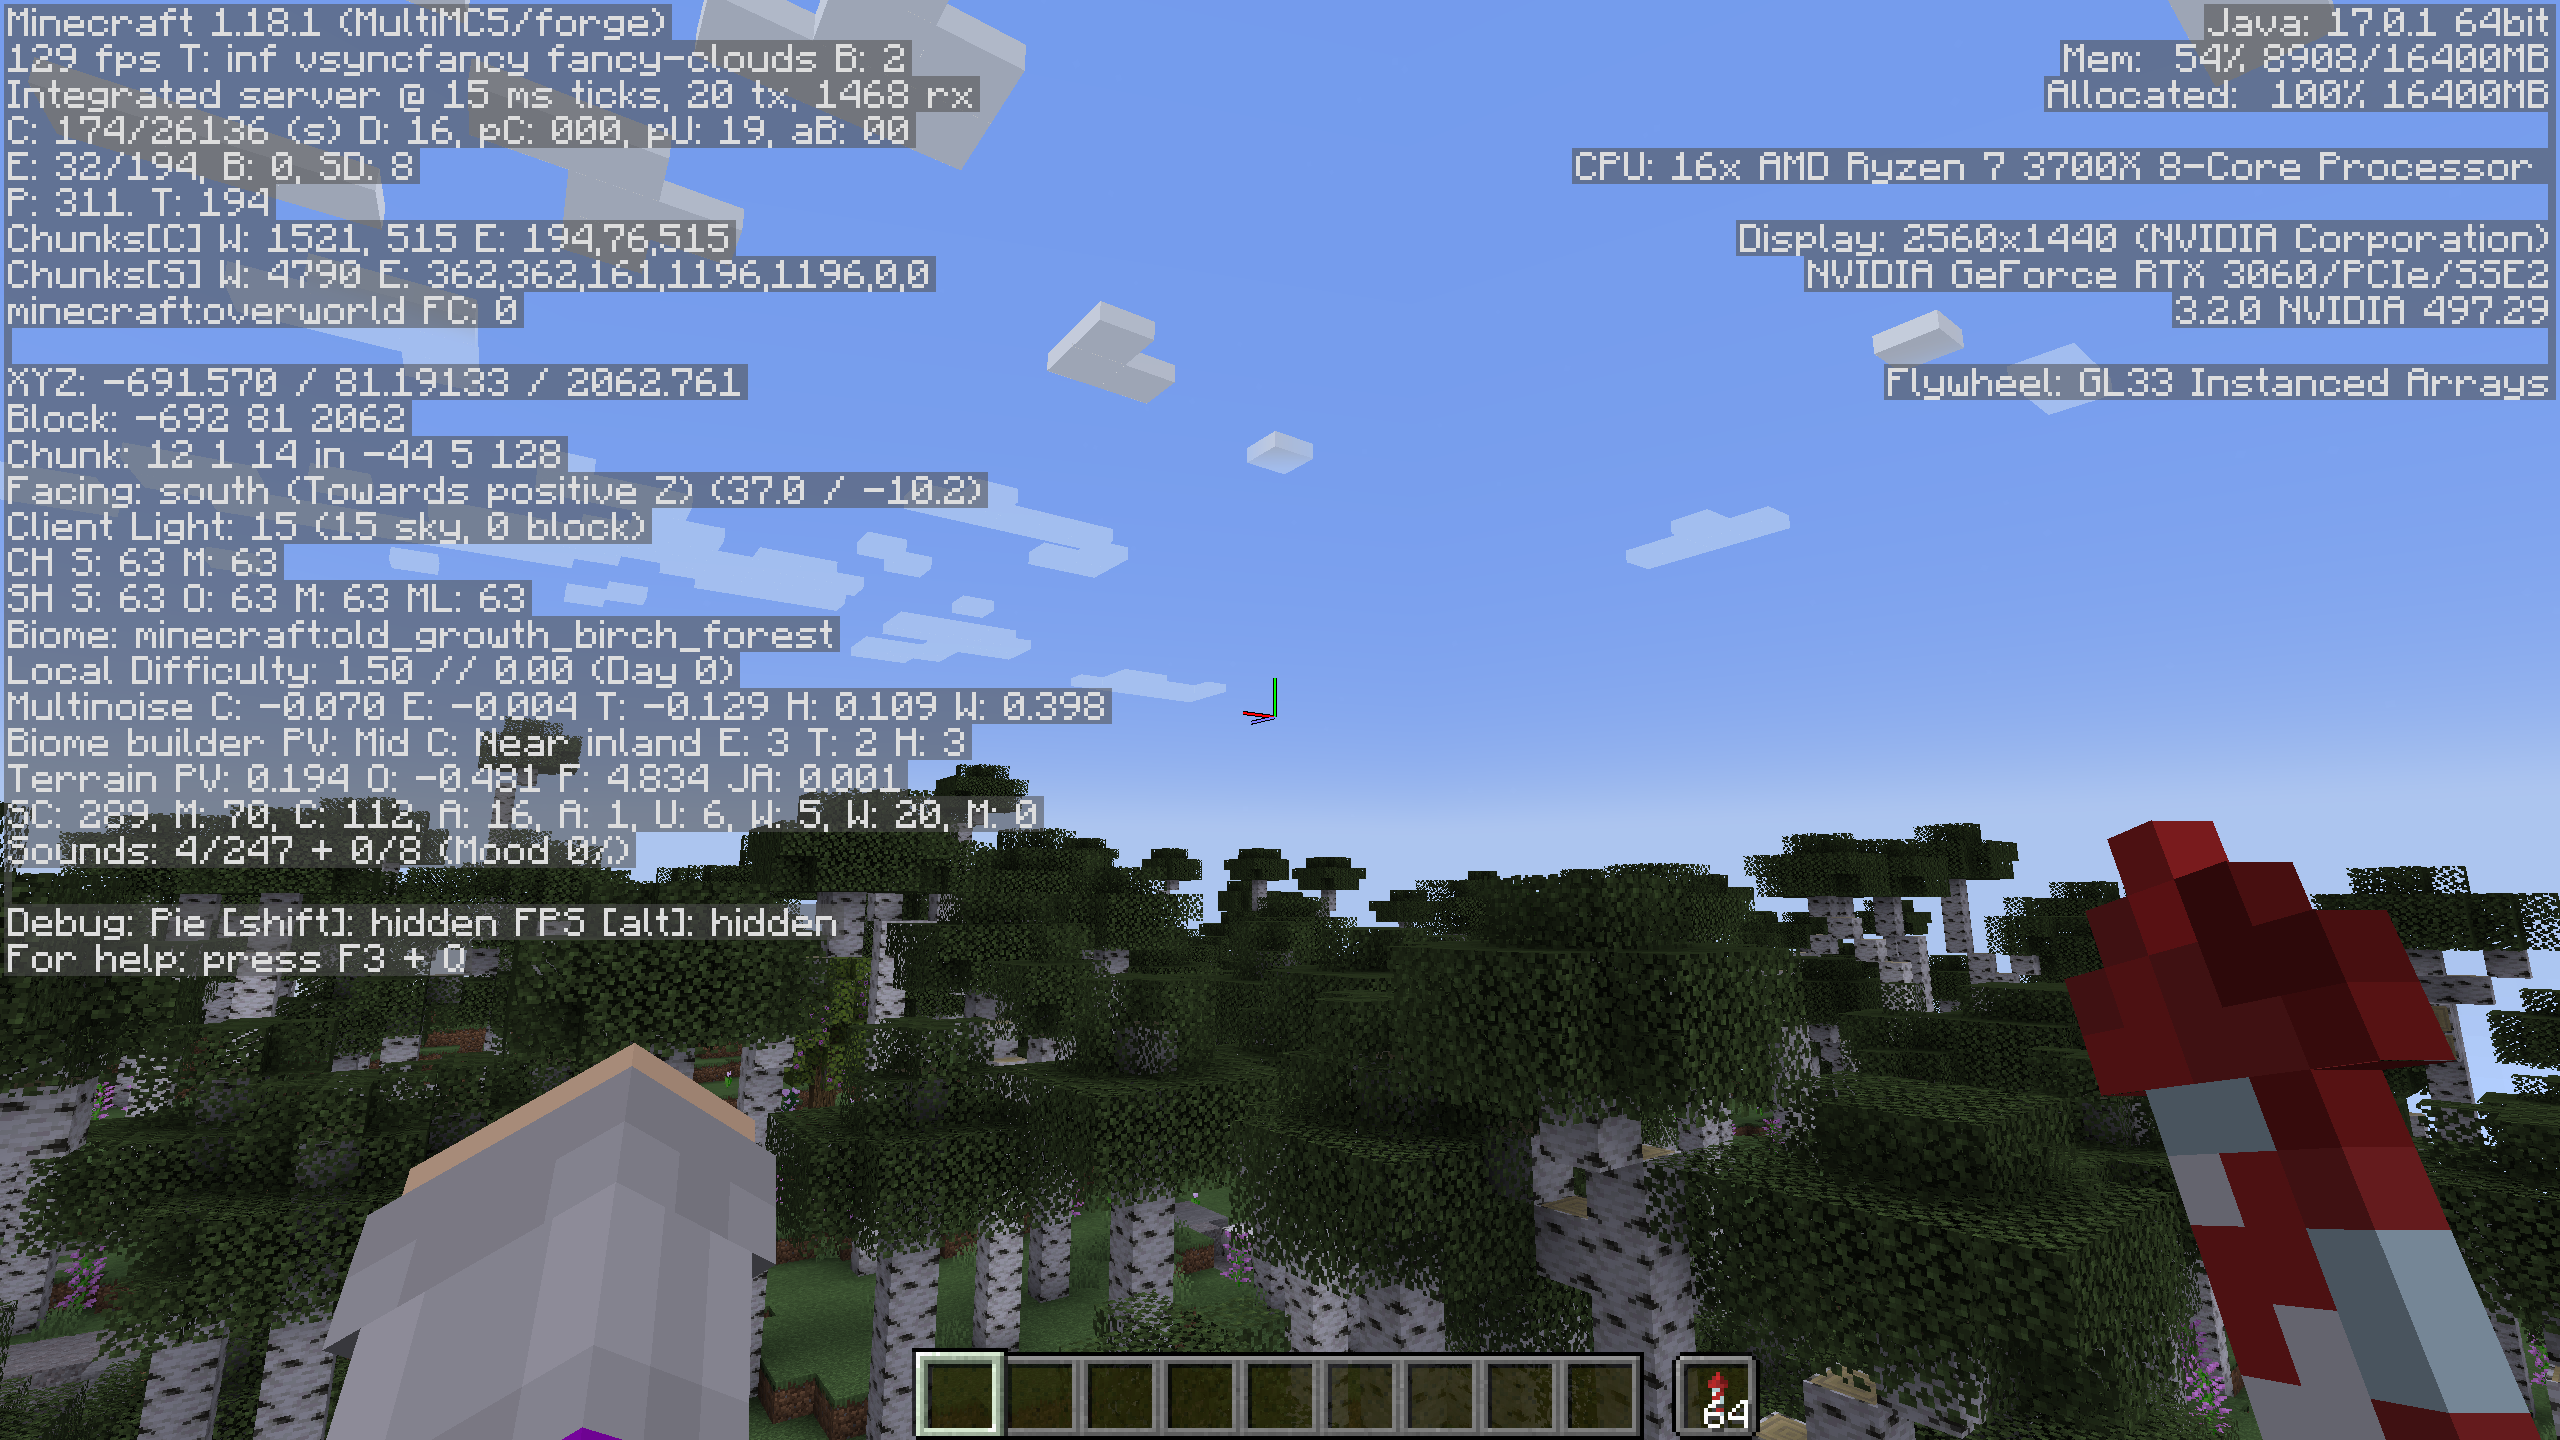 Minecraft 1.18.1 (MultiMC5/forge)
129 fps T: inf vsyncfancy fancy-clouds B: 2
Integrated server @ 15 ms ticks, 20 tx, 1468 rx
C: 174/26136 (s) D: 16, pC: 000, pU: 19, aB: 00
E: 32/194, B: 0, SD: 8
P: 311. T: 194
Chunks[C] W: 1521, 515 E: 194,76,515
Chunks[S] W: 4790 E: 362,362,161,1196,1196,0,0
minecraft:overworld FC: 0
XYZ: -691.570 / 81.19133 / 2062.761
Block: -692 81 2062
Chunk: 12 1 14 in -44 5 128
Facing: south (Towards positive Z) (37.0 / -10.2)
Client Light: 15 (15 sky, 0 block)
CH S: 63 M: 63
SH S: 63 O: 63 M: 63 ML: 63
Biome: minecraft:old_growth_birch_forest
Local Difficulty: 1.50 // 0.00 (Day 0)
Multinoise C: -0.070 E: -0.004 T: -0.129 H: 0.109 W: 0.398
Biome builder PV: Mid C: Near inland E: 3 T: 2 H: 3
Terrain PV: 0.194 O: -0.481 F: 4.834 JA: 0.001
SC: 289, M: 70, C: 112, A: 16, A: 1, U: 6, W: 5, W: 20, M: 0
Sounds: 4/247 + 0/8 (Mood 0%)
Debug: Pie [shift]: hidden FPS [alt]: hidden
For help: press F3 + Q
Java: 17.0.1 64bit
Mem: 54% 8908/16400MB
Allocated: 100% 16400MB
CPU: 16x AMD Ryzen 7 3700X 8-Core Processor
Display: 2560x1440 (NVIDIA Corporation)
NVIDIA GeForce RTX 3060/PCIe/SSE2
3.2.0 NVIDIA 497.29
Flywheel: GL33 Instanced Arrays
64